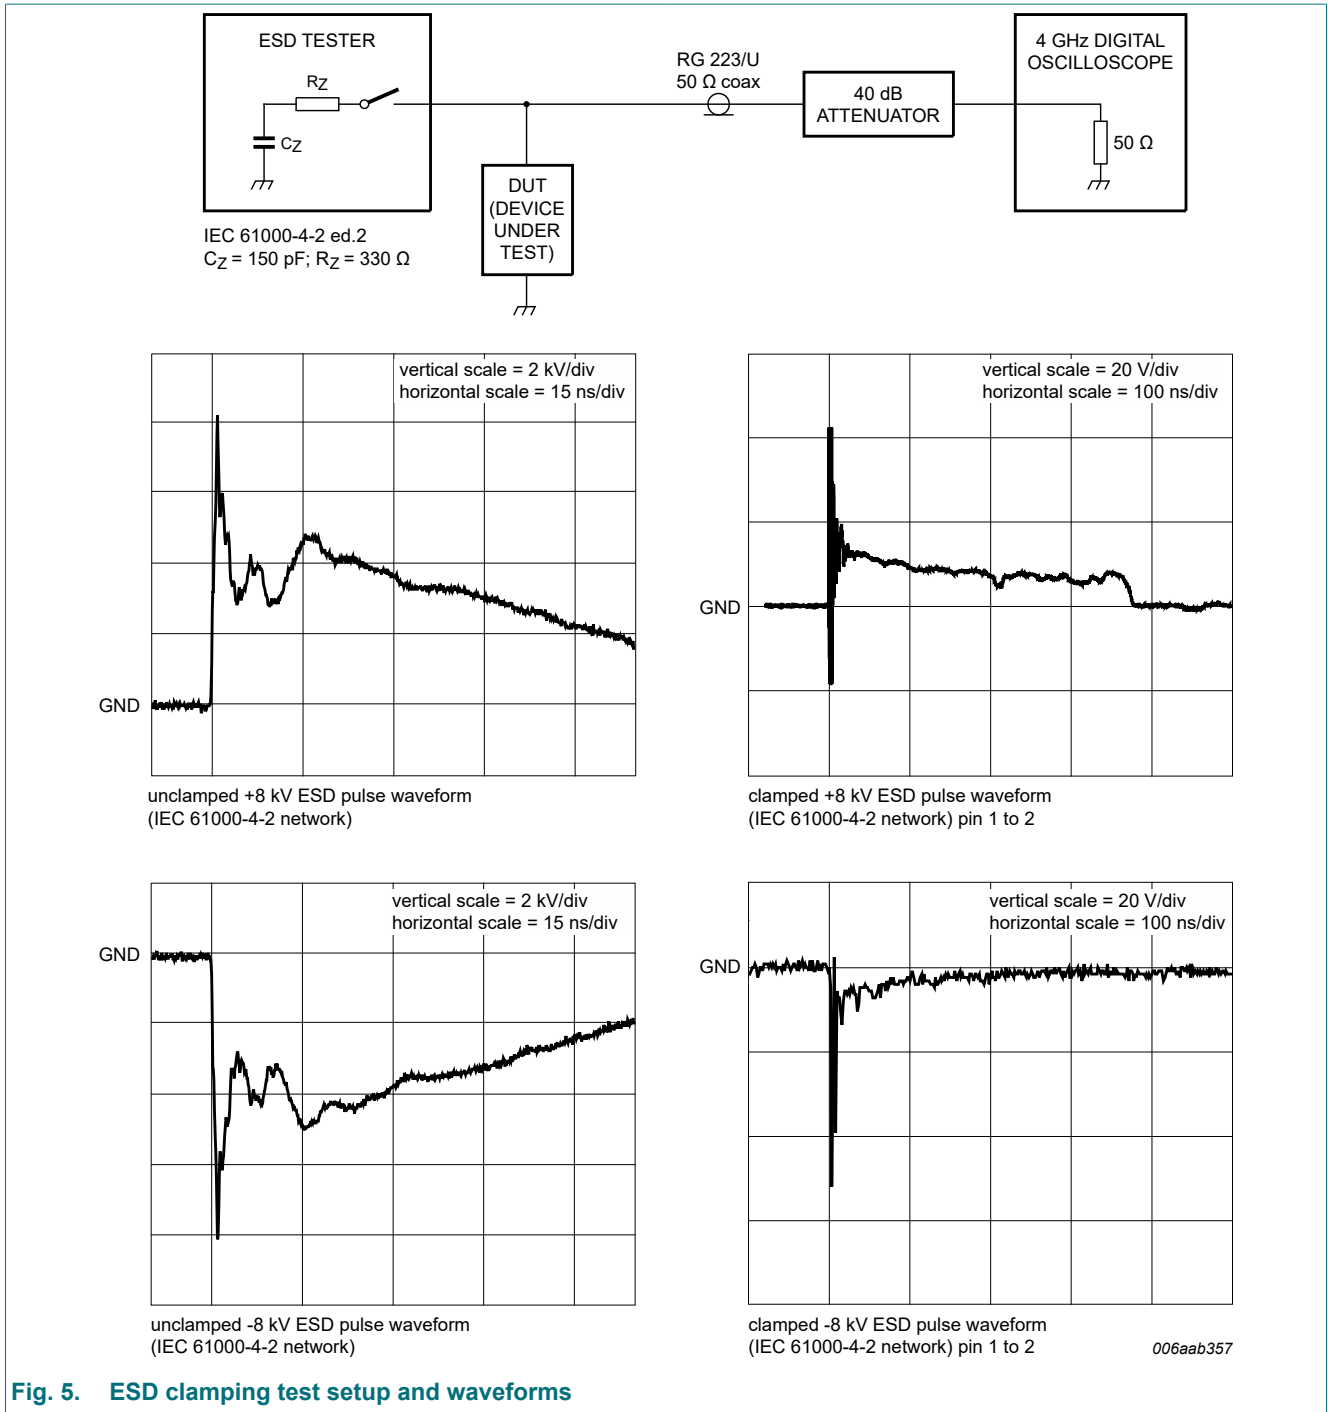 ESD TESTER
RZ
CZ
IEC 61000-4-2 ed.2
CZ = 150 pF; RZ = 330 Ω
DUT
(DEVICE
UNDER
TEST)
RG 223/U
50 Ω coax
40 dB
ATTENUATOR
4 GHz DIGITAL
OSCILLOSCOPE
50 Ω
vertical scale = 2 kV/div
horizontal scale = 15 ns/div
GND
unclamped +8 kV ESD pulse waveform
(IEC 61000-4-2 network)
vertical scale = 20 V/div
horizontal scale = 100 ns/div
GND
clamped +8 kV ESD pulse waveform
(IEC 61000-4-2 network) pin 1 to 2
vertical scale = 2 kV/div
horizontal scale = 15 ns/div
GND
unclamped -8 kV ESD pulse waveform
(IEC 61000-4-2 network)
vertical scale = 20 V/div
horizontal scale = 100 ns/div
GND
clamped -8 kV ESD pulse waveform
(IEC 61000-4-2 network) pin 1 to 2
006aab357
Fig. 5. ESD clamping test setup and waveforms